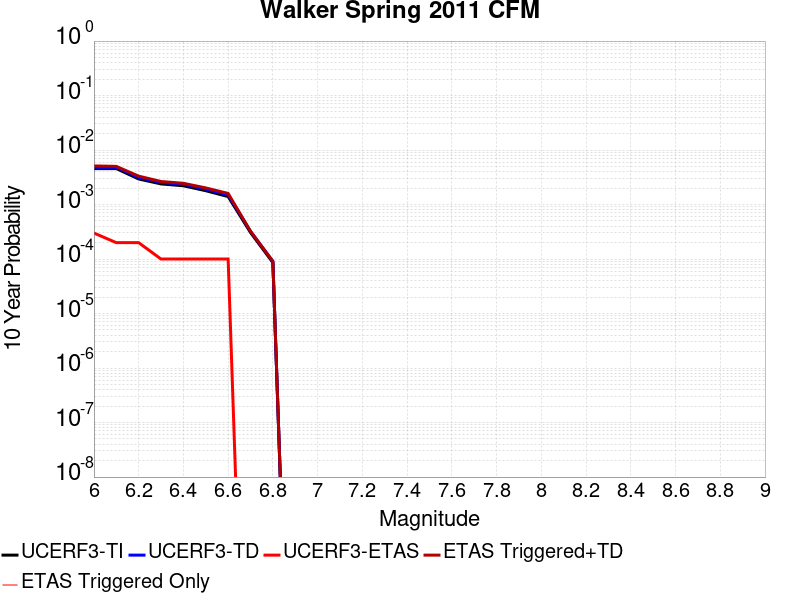 Walker Spring 2011 CFM
10 0
10 -1
10 -2
10 -3
10 -4
10 -5
10 -6
10 -7
10 -8
10 Year Probability
6 6.2 6.4 6.6 6.8 7 7.2 7.4 7.6 7.8 8 8.2 8.4 8.6 8.8 9
Magnitude
UCERF3-TI UCERF3-TD UCERF3-ETAS ETAS Triggered+TD
ETAS Triggered Only